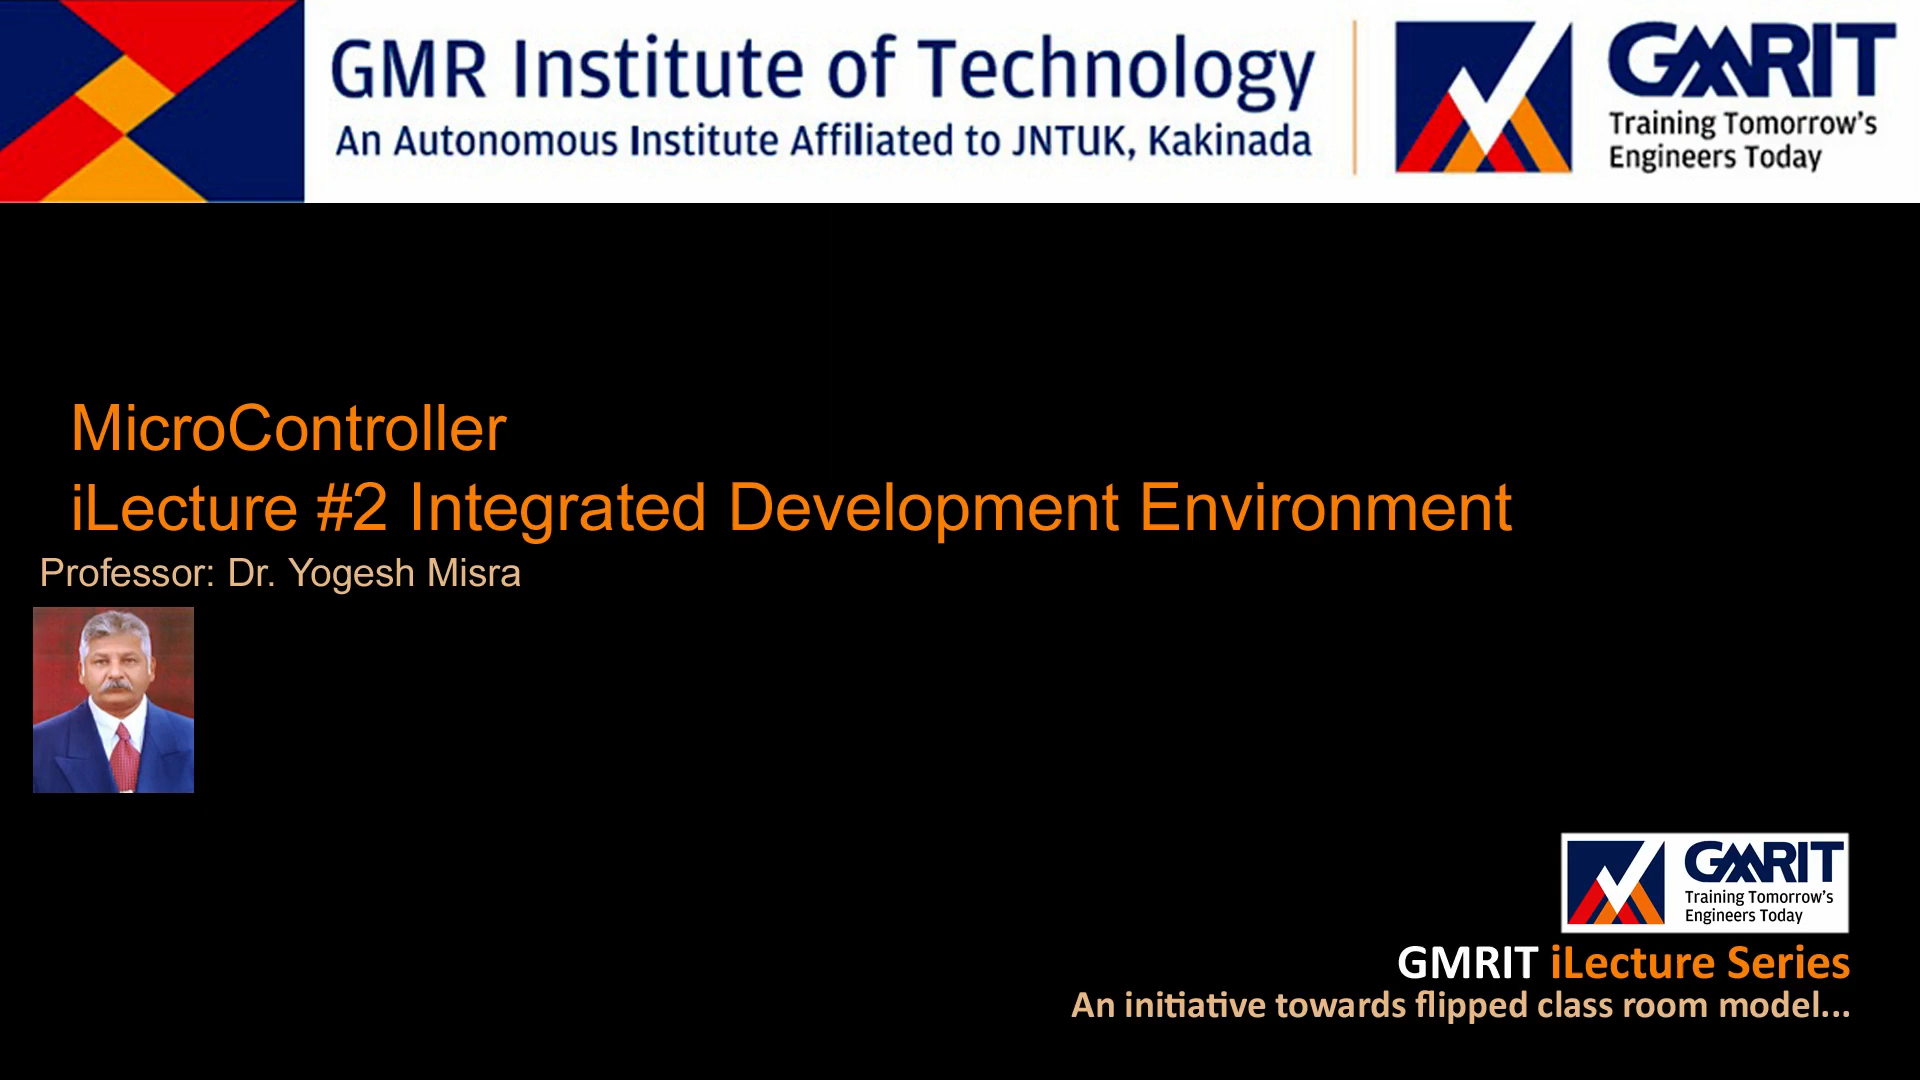 GMR Institute of Technology
An Autonomous Institute Affiliated to JNTUK, Kakinada
GMRIT
Training Tomorrow's
Engineers Today
MicroController
iLecture #2 Integrated Development Environment
Professor: Dr. Yogesh Misra
GMRIT
Training Tomorrow's
Engineers Today
GMRIT iLecture Series
An initiative towards flipped class room model...